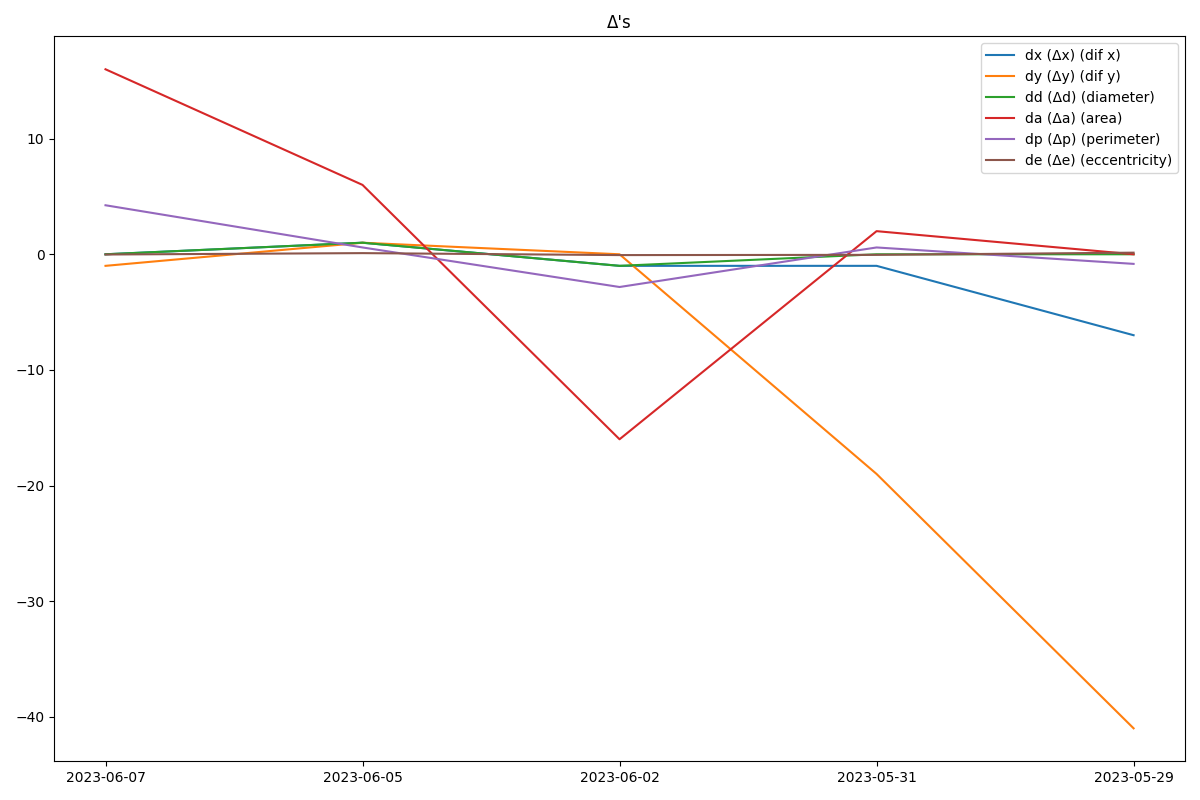 Δ's
dx (Δx) (dif x)
dy (Δy) (dif y)
dd (Δd) (diameter)
da (Δa) (area)
dp (Δp) (perimeter)
de (Δe) (eccentricity)
10
0
−10
−20
−30
−40
2023-06-07 2023-06-05 2023-06-02 2023-05-31 2023-05-29